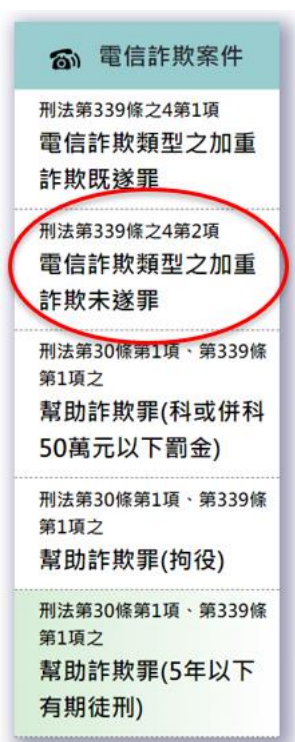 電信詐欺案件
刑法第339條之4第1項
電信詐欺類型之加重
詐欺既遂罪
刑法第339條之4第2項
電信詐欺類型之加重
詐欺未遂罪
刑法第30條第1項、第339條
第1項之
幫助詐欺罪(科或併科
50萬元以下罰金)
刑法第30條第1項、第339條
第1項之
幫助詐欺罪(拘役)
刑法第30條第1項、第339條
第1項之
幫助詐欺罪(5年以下
有期徒刑)